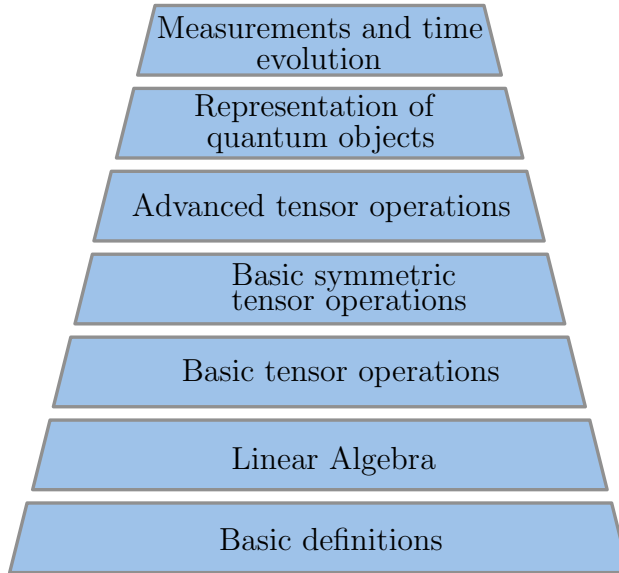 Measurements and time
evolution
Representation of
quantum objects
Advanced tensor operations
Basic symmetric
tensor operations
Basic tensor operations
Linear Algebra
Basic definitions